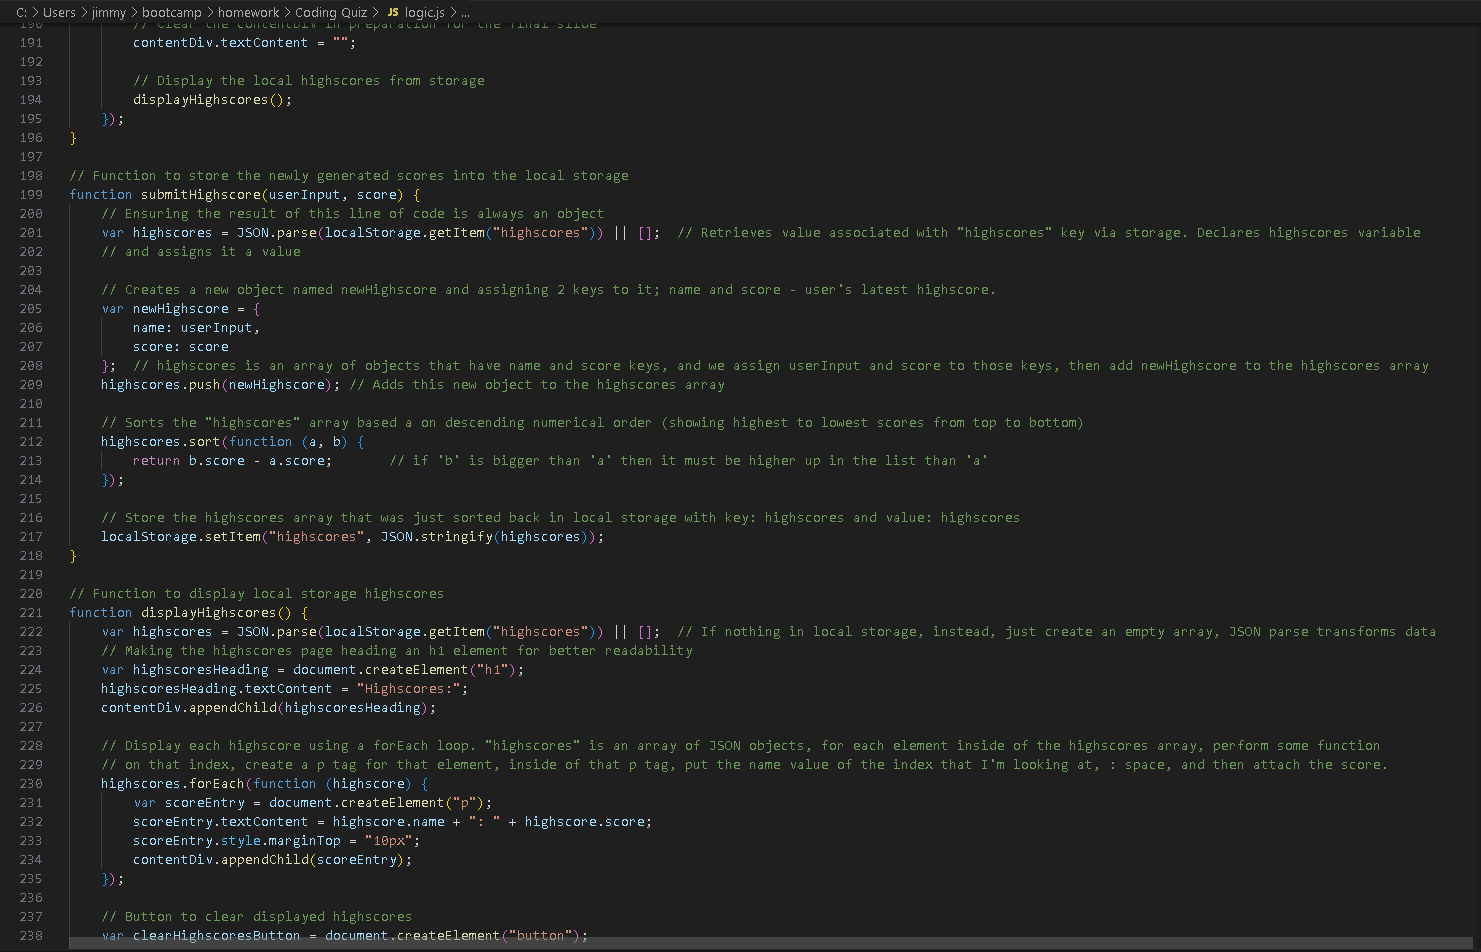 C: > Users > jimmy > bootcamp > homework > Coding Quiz > JS logic.js > ...
190 // Clear the contentDiv in preparation for the final slide
191 contentDiv.textContent = "";
192
193 // Display the local highscores from storage
194 displayHighscores();
195 });
196 }
197
198 // Function to store the newly generated scores into the local storage
199 function submitHighscore(userInput, score) {
200 // Ensuring the result of this line of code is always an object
201 var highscores = JSON.parse(localStorage.getItem("highscores")) || []; // Retrieves value associated with "highscores" key via storage. Declares highscores variable
202 // and assigns it a value
203
204 // Creates a new object named newHighscore and assigning 2 keys to it; name and score - user's latest highscore.
205 var newHighscore = {
206 name: userInput,
207 score: score
208 }; // highscores is an array of objects that have name and score keys, and we assign userInput and score to those keys, then add newHighscore to the highscores array
209 highscores.push(newHighscore); // Adds this new object to the highscores array
210
211 // Sorts the "highscores" array based a on descending numerical order (showing highest to lowest scores from top to bottom)
212 highscores.sort(function (a, b) {
213 return b.score - a.score; // if 'b' is bigger than 'a' then it must be higher up in the list than 'a'
214 });
215
216 // Store the highscores array that was just sorted back in local storage with key: highscores and value: highscores
217 localStorage.setItem("highscores", JSON.stringify(highscores));
218 }
219
220 // Function to display local storage highscores
221 function displayHighscores() {
222 var highscores = JSON.parse(localStorage.getItem("highscores")) || []; // If nothing in local storage, instead, just create an empty array, JSON parse transforms data
223 // Making the highscores page heading an h1 element for better readability
224 var highscoresHeading = document.createElement("h1");
225 highscoresHeading.textContent = "Highscores:";
226 contentDiv.appendChild(highscoresHeading);
227
228 // Display each highscore using a forEach loop. "highscores" is an array of JSON objects, for each element inside of the highscores array, perform some function
229 // on that index, create a p tag for that element, inside of that p tag, put the name value of the index that I'm looking at, : space, and then attach the score.
230 highscores.forEach(function (highscore) {
231 var scoreEntry = document.createElement("p");
232 scoreEntry.textContent = highscore.name + ": " + highscore.score;
233 scoreEntry.style.marginTop = "10px";
234 contentDiv.appendChild(scoreEntry);
235 });
236
237 // Button to clear displayed highscores
238 var clearHighscoresButton = document.createElement("button");